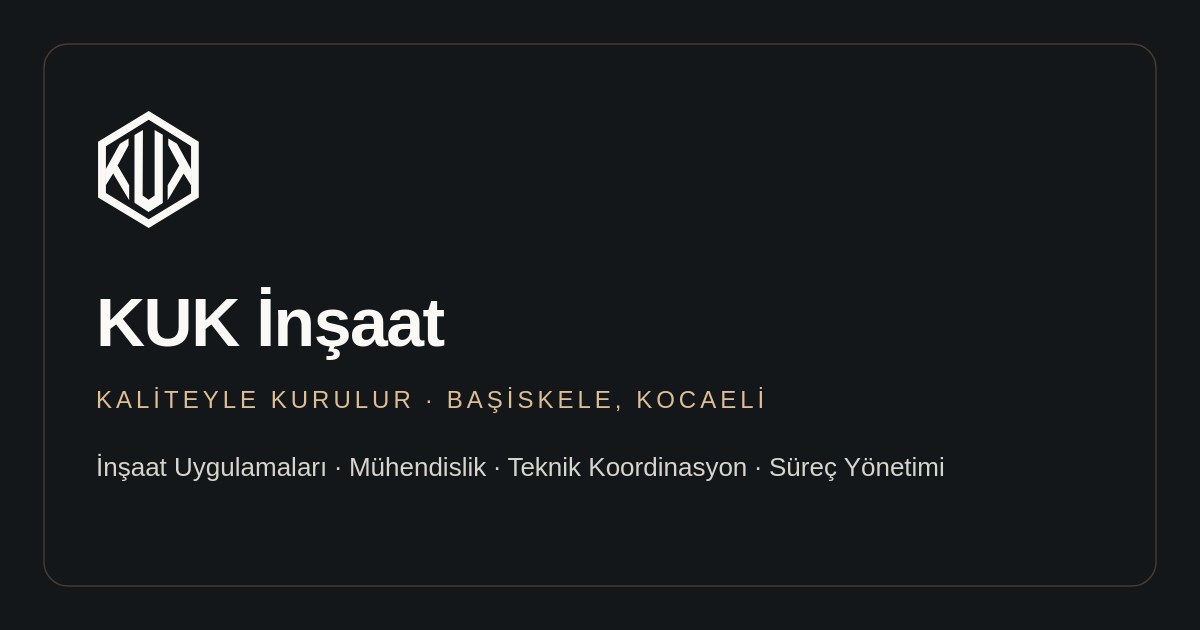 KUK
KUK İnşaat
KALİTEYLE KURULUR · BAŞİSKELE, KOCAELİ
İnşaat Uygulamaları · Mühendislik · Teknik Koordinasyon · Süreç Yönetimi